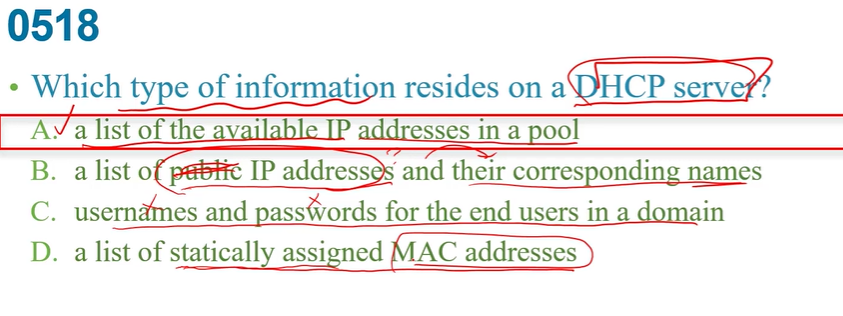 0518
• Which type of information resides on a DHCP server?
A. a list of the available IP addresses in a pool
B. a list of public IP addresses and their corresponding names
C. usernames and passwords for the end users in a domain
D. a list of statically assigned MAC addresses